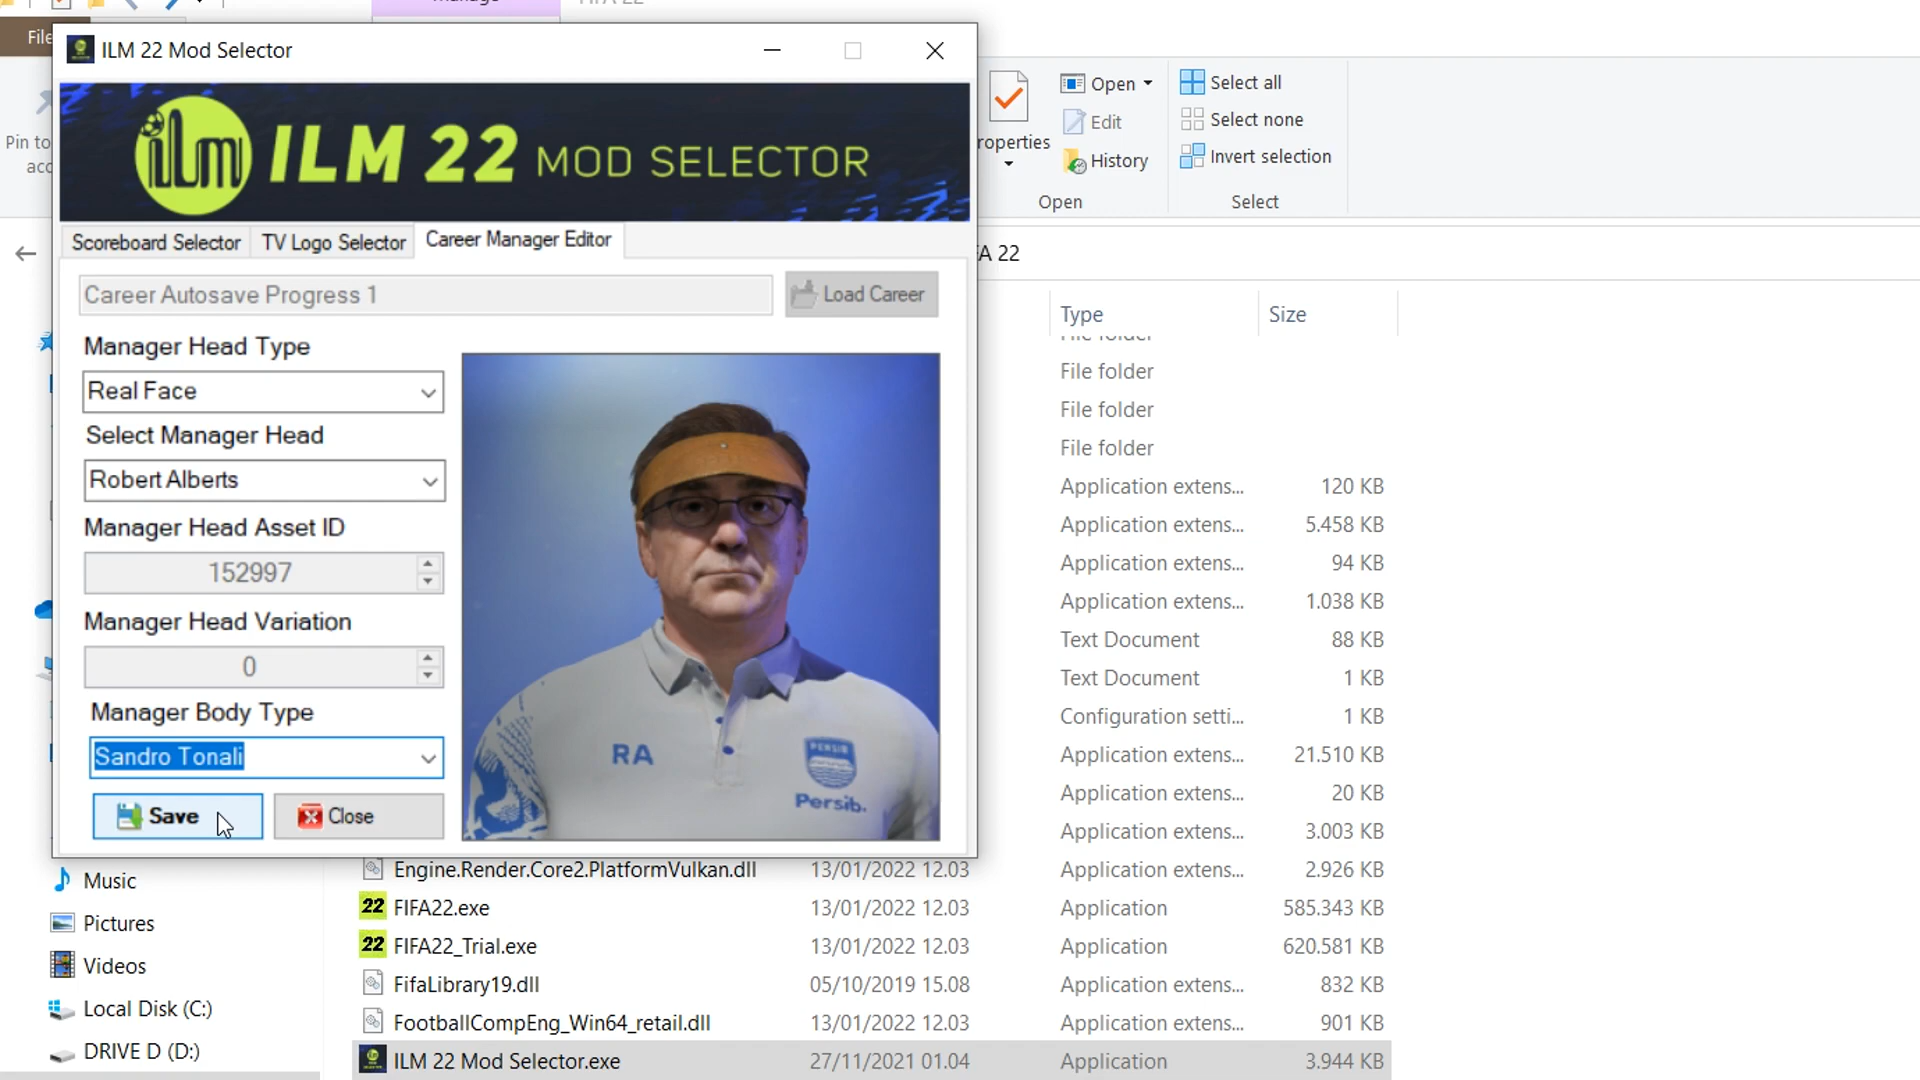 File
ILM 22 Mod Selector
ilm ILM 22 MOD SELECTOR
Scoreboard Selector
TV Logo Selector
Career Manager Editor
Career Autosave Progress 1
Load Career
Manager Head Type
Real Face
Select Manager Head
Robert Alberts
Manager Head Asset ID
152997
Manager Head Variation
0
Manager Body Type
Sandro Tonali
Save
Close
RA
PERSIB
Persib.
Pin to
Open
Edit
History
Open
Select all
Select none
Invert selection
Select
22
Type
Size
File folder
File folder
File folder
File folder
Application extens... 120 KB
Application extens... 5.458 KB
Application extens... 94 KB
Application extens... 1.038 KB
Text Document 88 KB
Text Document 1 KB
Configuration setti... 1 KB
Application extens... 21.510 KB
Application extens... 20 KB
Application extens... 3.003 KB
Engine.Render.Core2.PlatformVulkan.dll 13/01/2022 12.03 Application extens... 2.926 KB
22 FIFA22.exe 13/01/2022 12.03 Application 585.343 KB
22 FIFA22_Trial.exe 13/01/2022 12.03 Application 620.581 KB
FifaLibrary19.dll 05/10/2019 15.08 Application extens... 832 KB
FootballCompEng_Win64_retail.dll 13/01/2022 12.03 Application extens... 901 KB
ILM 22 Mod Selector.exe 27/11/2021 01.04 Application 3.944 KB
Music
Pictures
Videos
Local Disk (C:)
DRIVE D (D:)